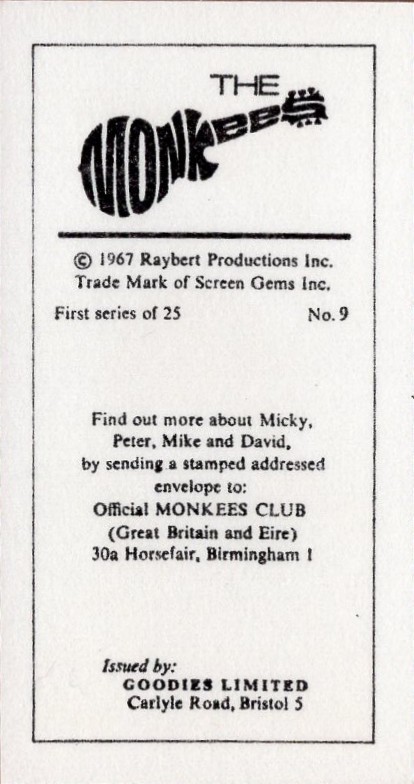 THE
MONKEES
© 1967 Raybert Productions Inc.
Trade Mark of Screen Gems Inc.
First series of 25 No. 9
Find out more about Micky,
Peter, Mike and David,
by sending a stamped addressed
envelope to:
Official MONKEES CLUB
(Great Britain and Eire)
30a Horsefair, Birmingham 1
Issued by:
GOODIES LIMITED
Carlyle Road, Bristol 5